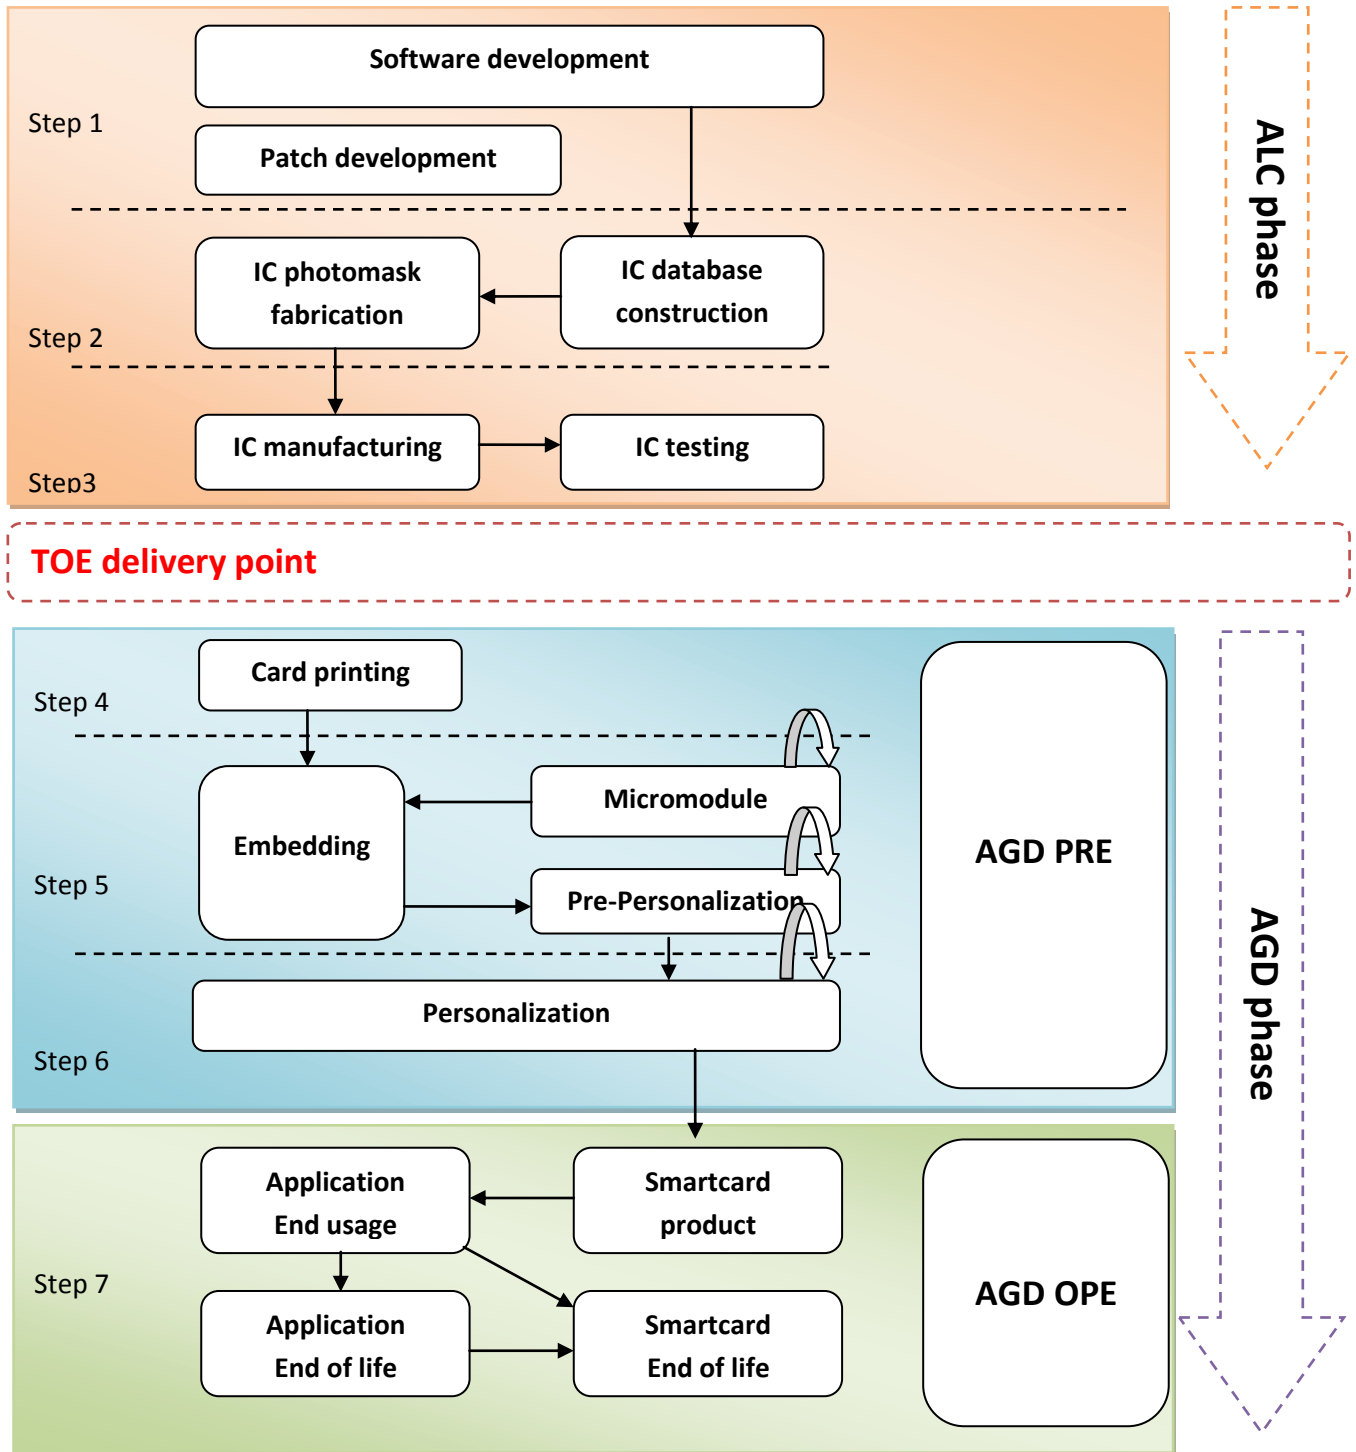 Software development
Step 1
Patch development
ALC phase
IC photomask
fabrication
IC database
construction
Step 2
IC manufacturing
IC testing
Step3
TOE delivery point
Card printing
Step 4
Micromodule
Embedding
AGD PRE
Step 5
Pre-Personalization
Personalization
Step 6
AGD phase
Application
End usage
Smartcard
product
Step 7
AGD OPE
Application
End of life
Smartcard
End of life